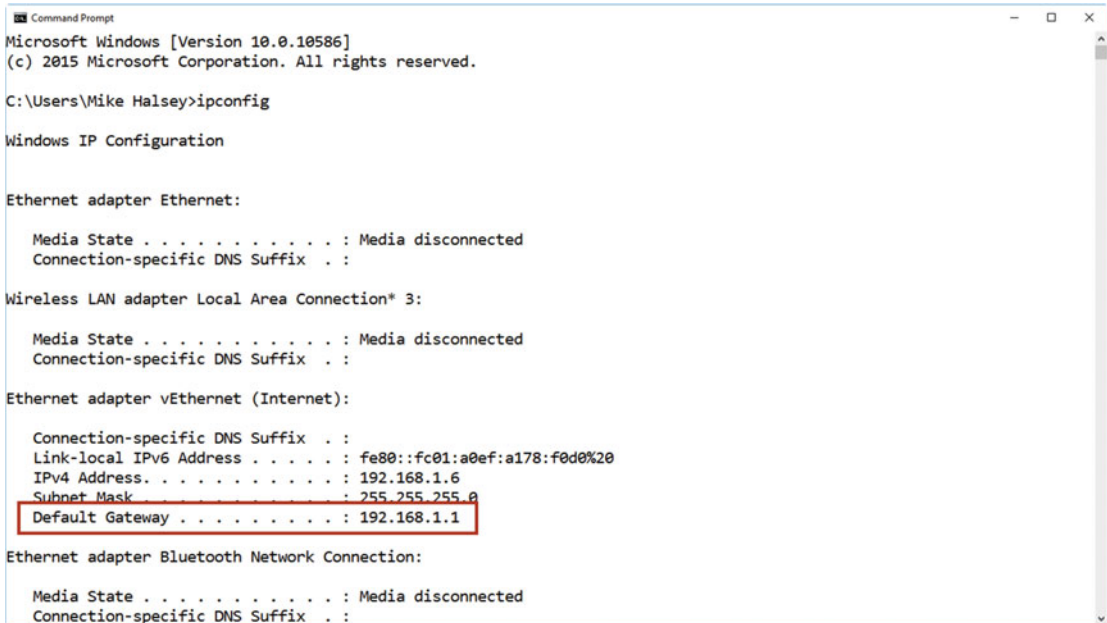 Command Prompt
Microsoft Windows [Version 10.0.10586]
(c) 2015 Microsoft Corporation. All rights reserved.
C:\Users\Mike Halsey>ipconfig
Windows IP Configuration
Ethernet adapter Ethernet:
Media State . . . . . . . . . . . : Media disconnected
Connection-specific DNS Suffix  . :
Wireless LAN adapter Local Area Connection* 3:
Media State . . . . . . . . . . . : Media disconnected
Connection-specific DNS Suffix  . :
Ethernet adapter vEthernet (Internet):
Connection-specific DNS Suffix  . :
Link-local IPv6 Address . . . . . : fe80::fc01:a0ef:a178:f0d0%20
IPv4 Address. . . . . . . . . . . : 192.168.1.6
Subnet Mask . . . . . . . . . . . : 255.255.255.0
Default Gateway . . . . . . . . . : 192.168.1.1
Ethernet adapter Bluetooth Network Connection:
Media State . . . . . . . . . . . : Media disconnected
Connection-specific DNS Suffix  . :